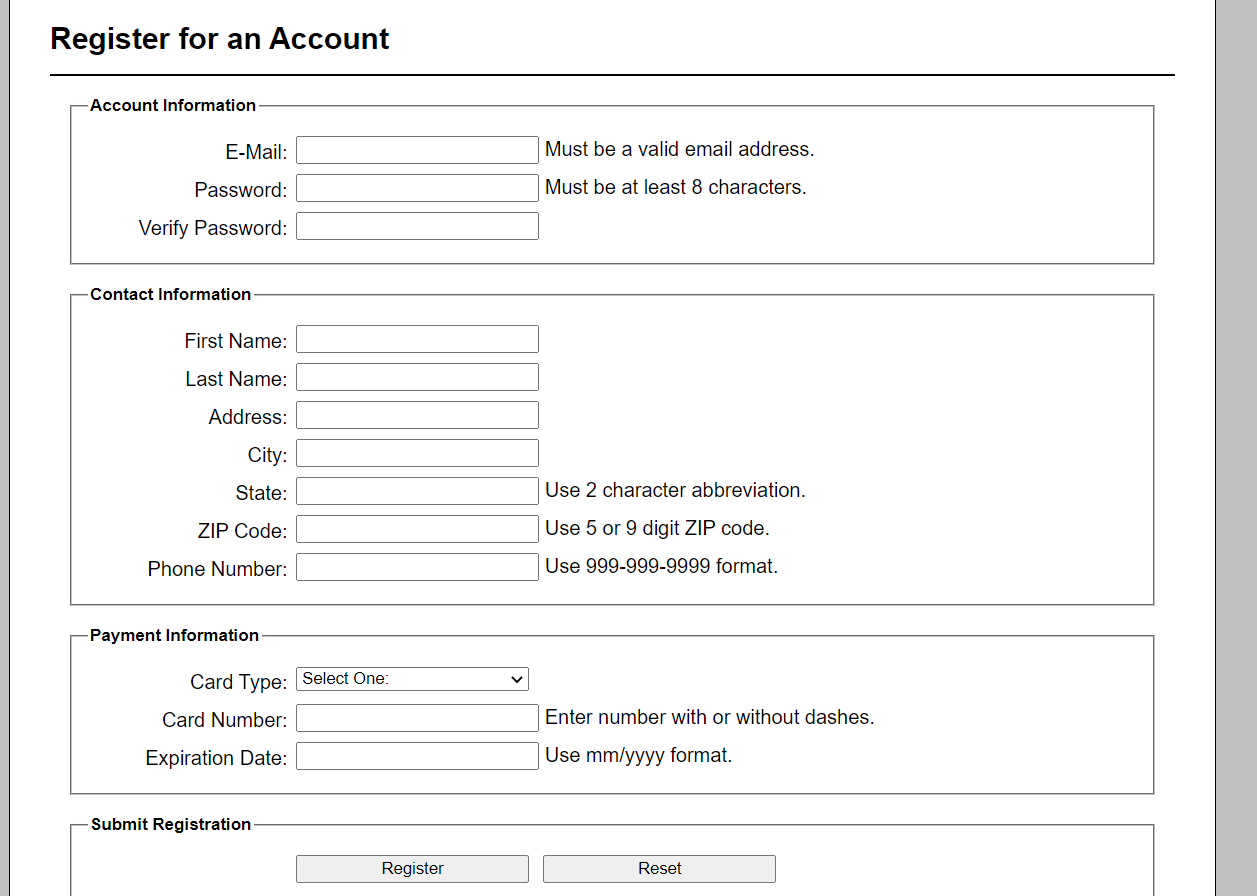 Register for an Account
Account Information
E-Mail: Must be a valid email address.
Password: Must be at least 8 characters.
Verify Password:
Contact Information
First Name:
Last Name:
Address:
City:
State: Use 2 character abbreviation.
ZIP Code: Use 5 or 9 digit ZIP code.
Phone Number: Use 999-999-9999 format.
Payment Information
Card Type: Select One:
Card Number: Enter number with or without dashes.
Expiration Date: Use mm/yyyy format.
Submit Registration
Register Reset